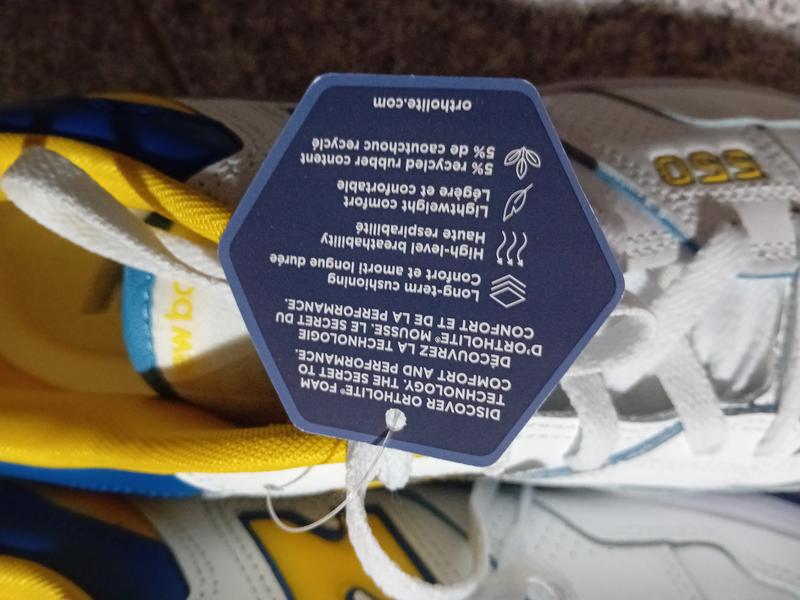 DISCOVER ORTHOLITE® FOAM
TECHNOLOGY. THE SECRET TO
COMFORT AND PERFORMANCE.
DÉCOUVREZ LA TECHNOLOGIE
D'ORTHOLITE® MOUSSE. LE SECRET DU
CONFORT ET DE LA PERFORMANCE.
Long-term cushioning
Confort et amorti longue durée
High-level breathability
Haute respirabilité
Lightweight comfort
Légère et confortable
5% recycled rubber content
5% de caoutchouc recyclé
ortholite.com
550